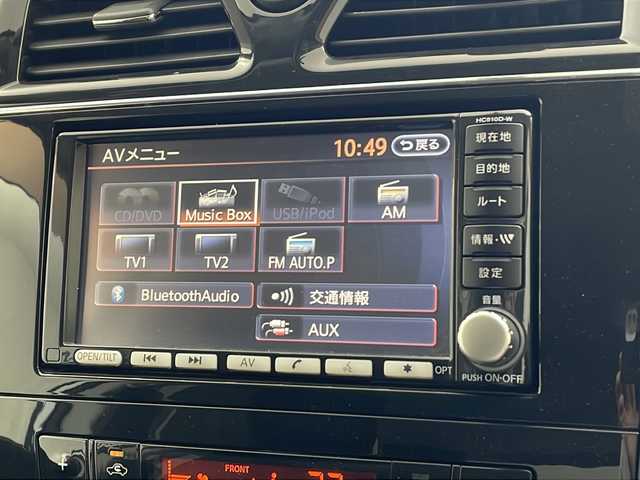 HC510D-W
AVメニュー 10:49 戻る
現在地
CD/DVD Music Box USB/iPod AM
目的地
ルート
TV1 TV2 FM AUTO.P
情報・VV
設定
BluetoothAudio 交通情報
音量
AUX
OPEN/TILT AV OPT
PUSH ON-OFF
FRONT